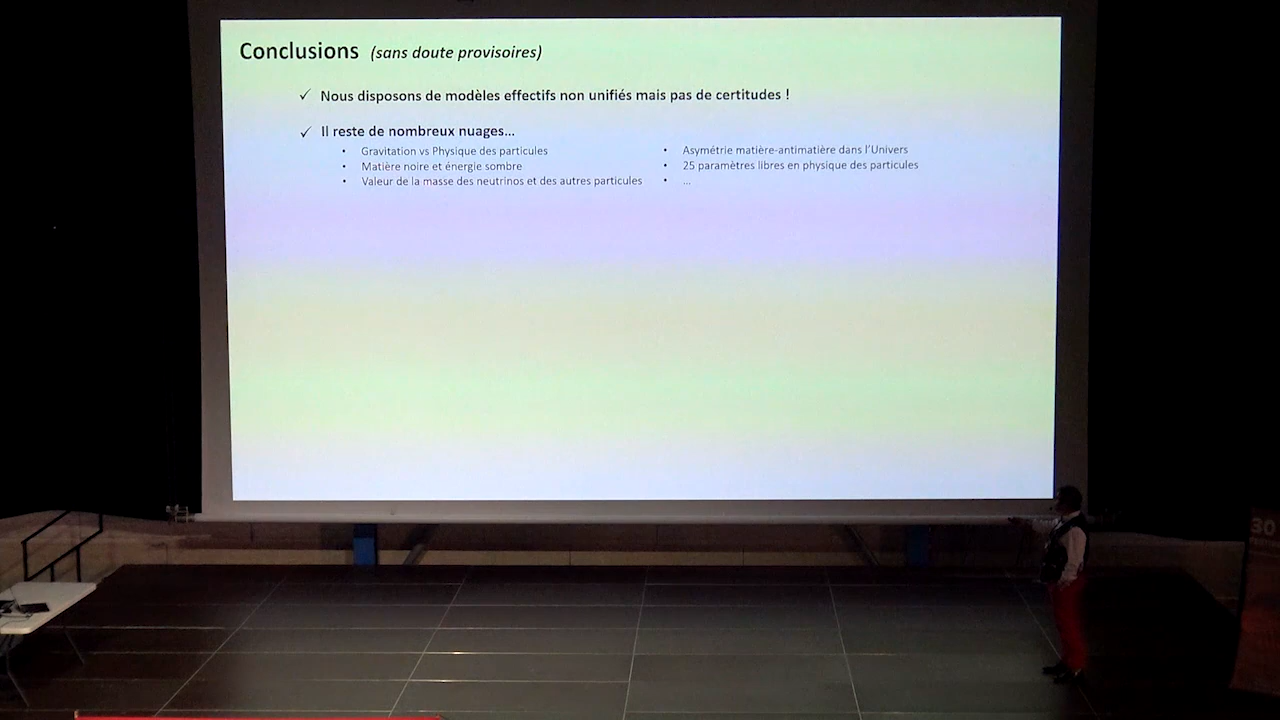 Conclusions (sans doute provisoires)
✓ Nous disposons de modèles effectifs non unifiés mais pas de certitudes !
✓ Il reste de nombreux nuages...
• Gravitation vs Physique des particules
• Matière noire et énergie sombre
• Valeur de la masse des neutrinos et des autres particules
• Asymétrie matière-antimatière dans l'Univers
• 25 paramètres libres en physique des particules
• ...
30